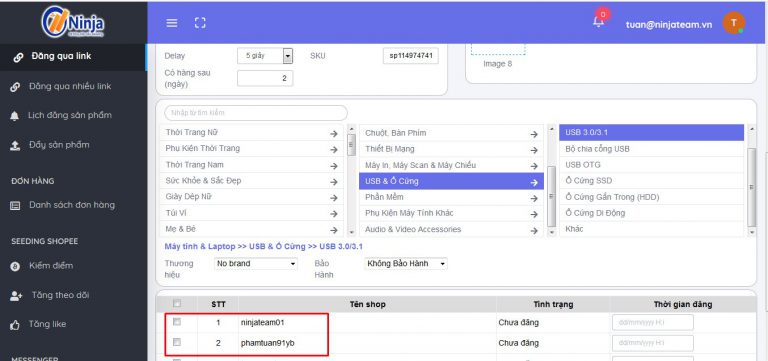 Ninja
tuan@ninjateam.vn
0
T
Đăng qua link
Đăng qua nhiều link
Lịch đăng sản phẩm
Đẩy sản phẩm
ĐƠN HÀNG
Danh sách đơn hàng
SEEDING SHOPEE
Kiếm điểm
Tăng theo dõi
Tăng like
MESSENGER
Delay
5 giây
SKU
sp114974741
Có hàng sau
(ngày)
2
Image 8
Nhập từ tìm kiếm
Thời Trang Nữ
Phụ Kiện Thời Trang
Thời Trang Nam
Sức Khỏe & Sắc Đẹp
Giày Dép Nữ
Túi Ví
Mẹ & Bé
Chuột, Bàn Phím
Thiết Bị Mạng
Máy In, Máy Scan & Máy Chiếu
USB & Ổ Cứng
Phần Mềm
Phụ Kiện Máy Tính Khác
Audio & Video Accessories
USB 3.0/3.1
Bộ chia cổng USB
USB OTG
Ổ Cứng SSD
Ổ Cứng Gắn Trong (HDD)
Ổ Cứng Di Động
Khác
Máy tính & Laptop >> USB & Ổ Cứng >> USB 3.0/3.1
Thương
hiệu
No brand
Bảo
Hành
Không Bảo Hành
STT Tên shop Tình trạng Thời gian đăng
1 ninjateam01 Chưa đăng dd/mm/yyyy H:i
2 phamtuan91yb Chưa đăng dd/mm/yyyy H:i